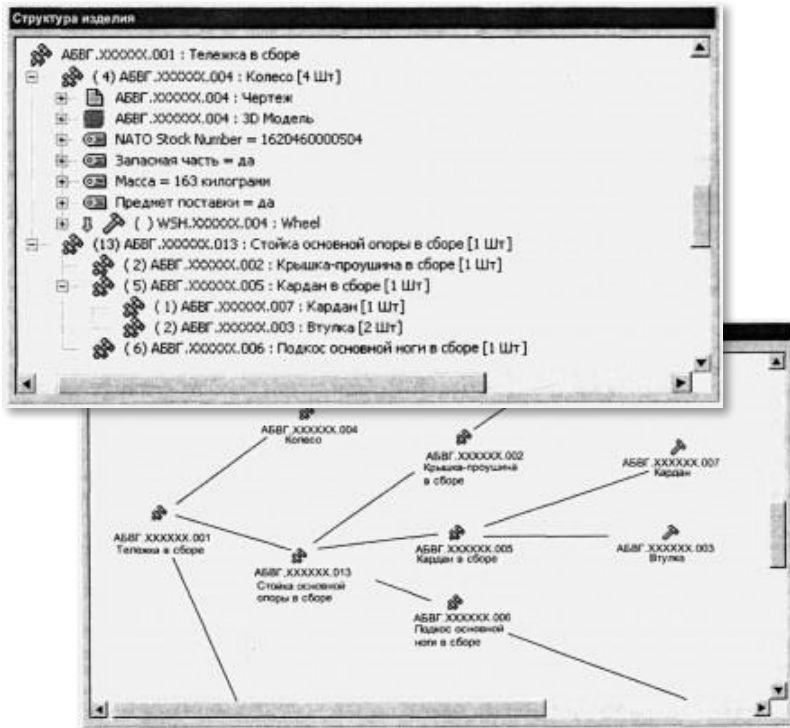 Структура изделия
АБВГ.XXXXXX.001 : Тележка в сборе
( 4) АБВГ.XXXXXX.004 : Колесо [4 Шт]
АБВГ.XXXXXX.004 : Чертеж
АБВГ.XXXXXX.004 : 3D Модель
NATO Stock Number = 1620460000504
Запасная часть = да
Масса = 163 килограмм
Предмет поставки = да
( ) WSH.XXXXXX.004 : Wheel
(13) АБВГ.XXXXXX.013 : Стойка основной опоры в сборе [1 Шт]
( 2) АБВГ.XXXXXX.002 : Крышка-проушина в сборе [1 Шт]
( 5) АБВГ.XXXXXX.005 : Кардан в сборе [1 Шт]
( 1) АБВГ.XXXXXX.007 : Кардан [1 Шт]
( 2) АБВГ.XXXXXX.003 : Втулка [2 Шт]
( 6) АБВГ.XXXXXX.006 : Подкос основной ноги в сборе [1 Шт]
АБВГ.XXXXXX.004
Колесо
АБВГ.XXXXXX.002
Крышка-проушина
в сборе
АБВГ.XXXXXX.007
Кардан
АБВГ.XXXXXX.001
Тележка в сборе
АБВГ.XXXXXX.013
Стойка основной
опоры в сборе
АБВГ.XXXXXX.005
Кардан в сборе
АБВГ.XXXXXX.003
Втулка
АБВГ.XXXXXX.006
Подкос основной
ноги в сборе